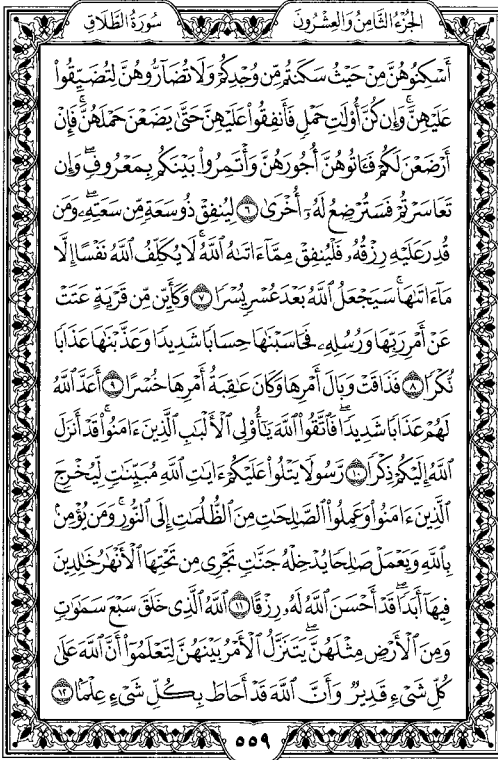 سُورَةُ الطَّلَاقِ
الجُزْءُ الثَّامِنُ وَالعِشْرُونَ
أَسْكِنُوهُنَّ مِنْ حَيْثُ سَكَنتُم مِّن وُجْدِكُمْ وَلَا تُضَآرُّوهُنَّ لِتُضَيِّقُوا۟
عَلَيْهِنَّ ۚ وَإِن كُنَّ أُو۟لَـٰتِ حَمْلٍ فَأَنفِقُوا۟ عَلَيْهِنَّ حَتَّىٰ يَضَعْنَ حَمْلَهُنَّ ۚ فَإِنْ
أَرْضَعْنَ لَكُمْ فَـَٔاتُوهُنَّ أُجُورَهُنَّ وَأْتَمِرُوا۟ بَيْنَكُم بِمَعْرُوفٍ ۖ وَإِن
تَعَاسَرْتُمْ فَسَتُرْضِعُ لَهُۥٓ أُخْرَىٰ ٦ لِيُنفِقْ ذُو سَعَةٍ مِّن سَعَتِهِۦ ۖ وَمَن
قُدِرَ عَلَيْهِ رِزْقُهُۥ فَلْيُنفِقْ مِمَّآ ءَاتَىٰهُ ٱللَّهُ ۚ لَا يُكَلِّفُ ٱللَّهُ نَفْسًا إِلَّا
مَآ ءَاتَىٰهَا ۚ سَيَجْعَلُ ٱللَّهُ بَعْدَ عُسْرٍ يُسْرًا ٧ وَكَأَيِّن مِّن قَرْيَةٍ عَتَتْ
عَنْ أَمْرِ رَبِّهَا وَرُسُلِهِۦ فَحَاسَبْنَـٰهَا حِسَابًا شَدِيدًا وَعَذَّبْنَـٰهَا عَذَابًا
نُّكْرًا ٨ فَذَاقَتْ وَبَالَ أَمْرِهَا وَكَانَ عَـٰقِبَةُ أَمْرِهَا خُسْرًا ٩ أَعَدَّ ٱللَّهُ
لَهُمْ عَذَابًا شَدِيدًا ۖ فَٱتَّقُوا۟ ٱللَّهَ يَـٰٓأُو۟لِى ٱلْأَلْبَـٰبِ ٱلَّذِينَ ءَامَنُوا۟ ۚ قَدْ أَنزَلَ
ٱللَّهُ إِلَيْكُمْ ذِكْرًا ١٠ رَّسُولًا يَتْلُوا۟ عَلَيْكُمْ ءَايَـٰتِ ٱللَّهِ مُبَيِّنَـٰتٍ لِّيُخْرِجَ
ٱلَّذِينَ ءَامَنُوا۟ وَعَمِلُوا۟ ٱلصَّـٰلِحَـٰتِ مِنَ ٱلظُّلُمَـٰتِ إِلَى ٱلنُّورِ ۚ وَمَن يُؤْمِنۢ
بِٱللَّهِ وَيَعْمَلْ صَـٰلِحًا يُدْخِلْهُ جَنَّـٰتٍ تَجْرِى مِن تَحْتِهَا ٱلْأَنْهَـٰرُ خَـٰلِدِينَ
فِيهَآ أَبَدًا ۖ قَدْ أَحْسَنَ ٱللَّهُ لَهُۥ رِزْقًا ١١ ٱللَّهُ ٱلَّذِى خَلَقَ سَبْعَ سَمَـٰوَٰتٍ
وَمِنَ ٱلْأَرْضِ مِثْلَهُنَّ يَتَنَزَّلُ ٱلْأَمْرُ بَيْنَهُنَّ لِتَعْلَمُوٓا۟ أَنَّ ٱللَّهَ عَلَىٰ
كُلِّ شَىْءٍ قَدِيرٌ وَأَنَّ ٱللَّهَ قَدْ أَحَاطَ بِكُلِّ شَىْءٍ عِلْمًۢا ١٢
٥٥٩